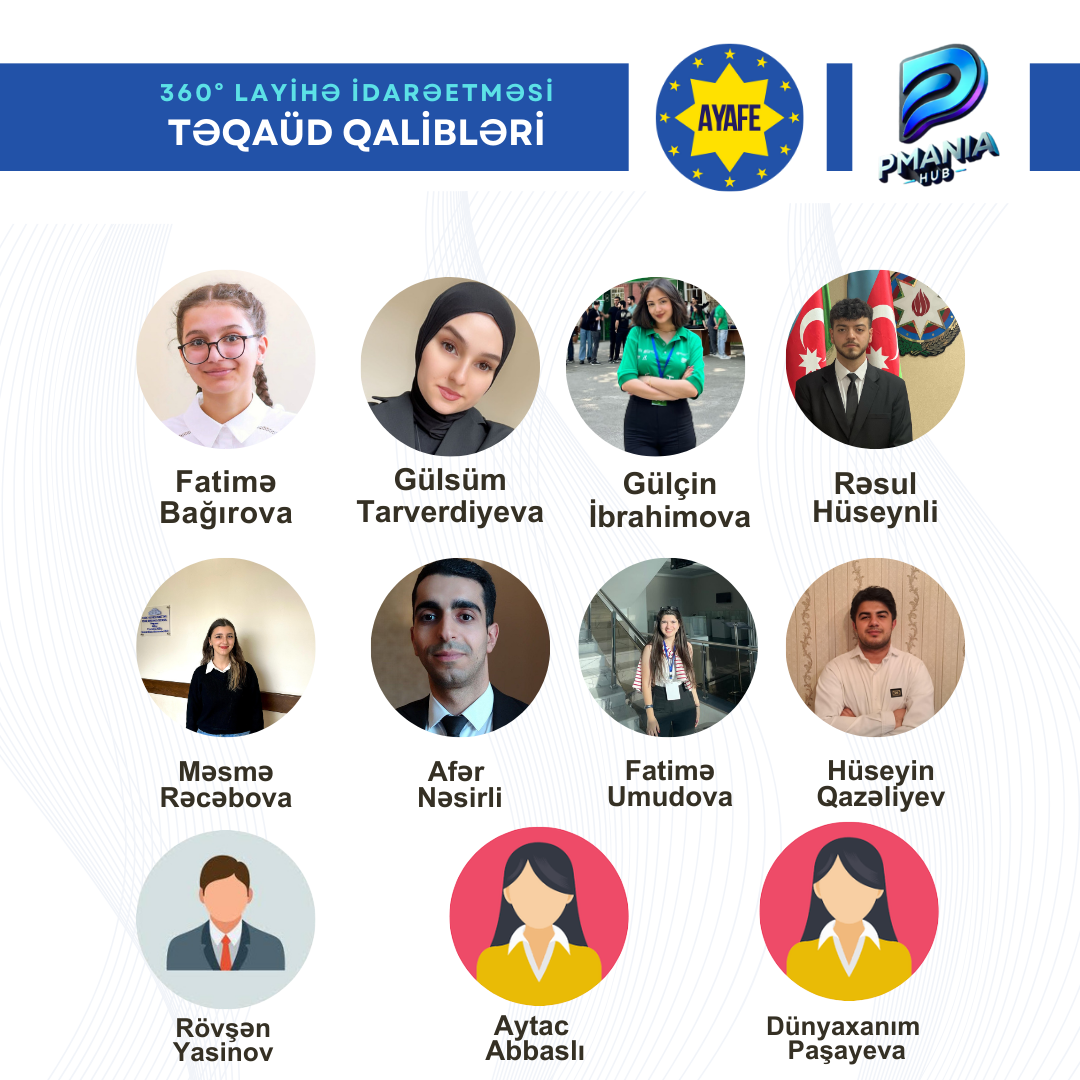 360° LAYİHƏ İDARƏETMƏSİ
TƏQAÜD QALİBLƏRİ
AYAFE
PMANIA
HUB
Fatimə
Bağırova
Gülsüm
Tarverdiyeva
Gülçin
İbrahimova
Rəsul
Hüseynli
Məsmə
Rəcəbova
Afər
Nəsirli
Fatimə
Umudova
Hüseyin
Qazəliyev
Rövşən
Yasinov
Aytac
Abbaslı
Dünyaxanım
Paşayeva